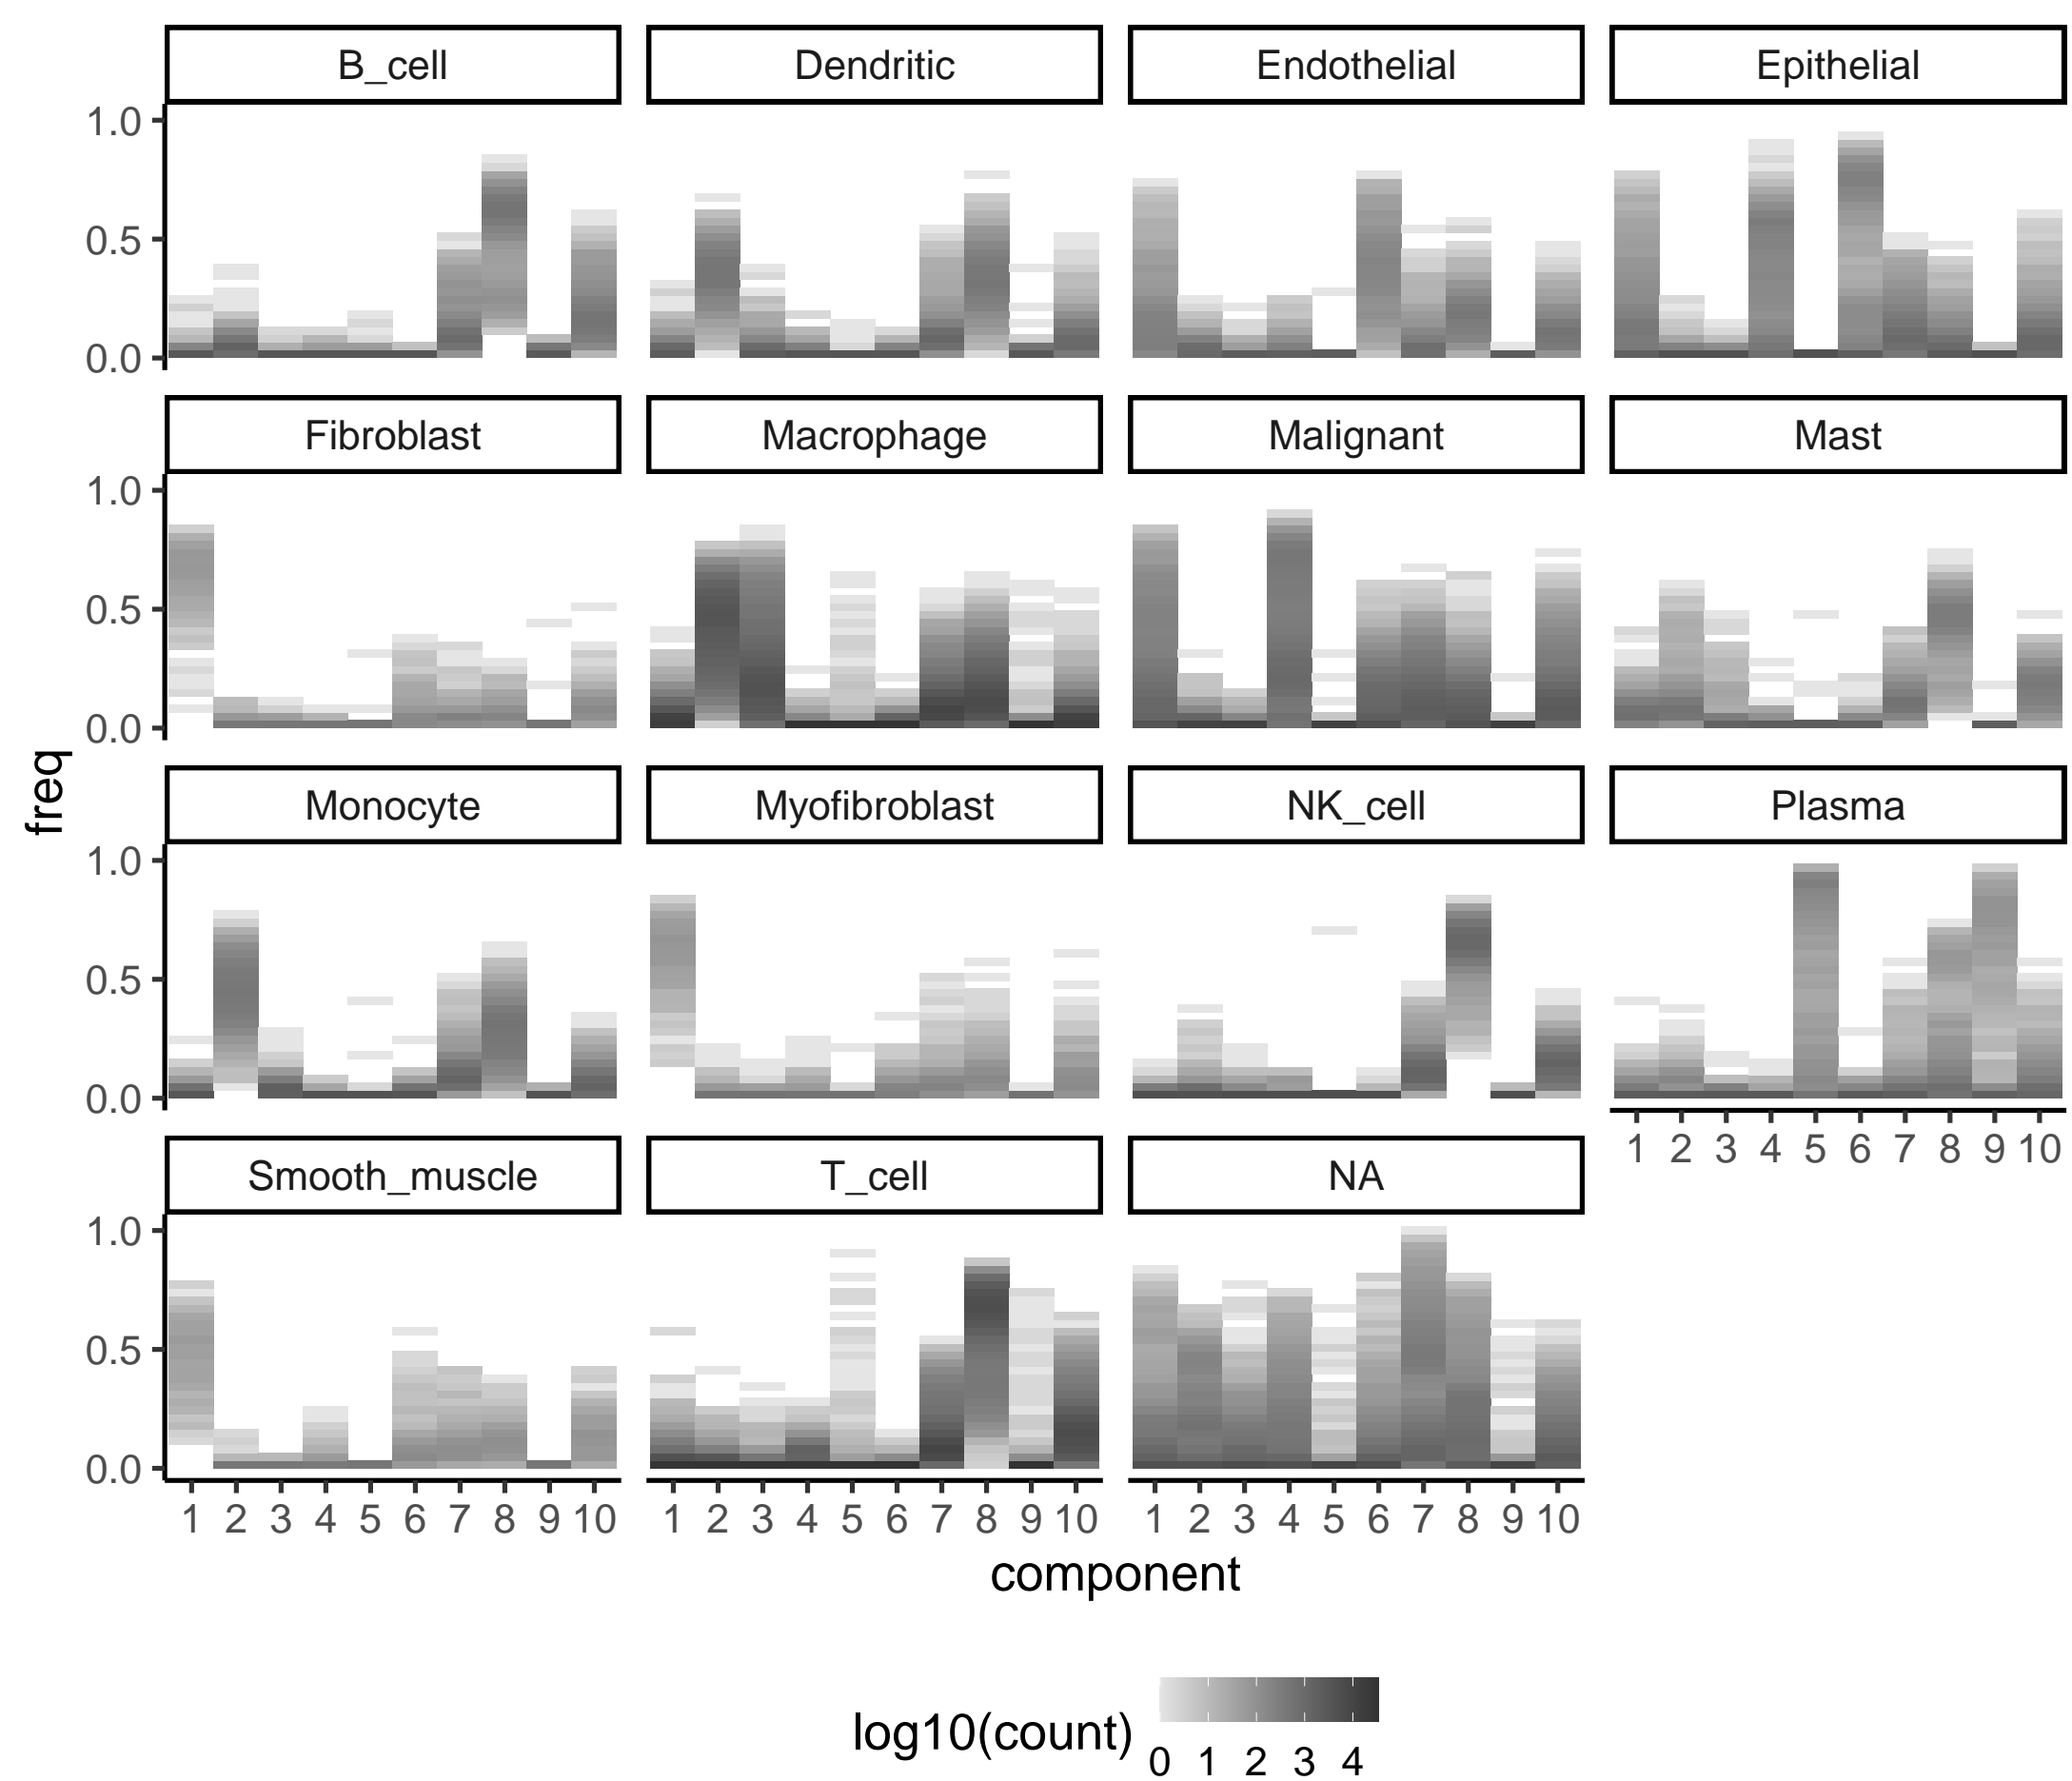 B_cell Dendritic Endothelial Epithelial
1.0
0.5
0.0
Fibroblast Macrophage Malignant Mast
1.0
0.5
0.0
freq
Monocyte Myofibroblast NK_cell Plasma
1.0
0.5
0.0
1 2 3 4 5 6 7 8 9 10
Smooth_muscle T_cell NA
1.0
0.5
0.0
1 2 3 4 5 6 7 8 9 10 1 2 3 4 5 6 7 8 9 10 1 2 3 4 5 6 7 8 9 10
component
log10(count)
0 1 2 3 4